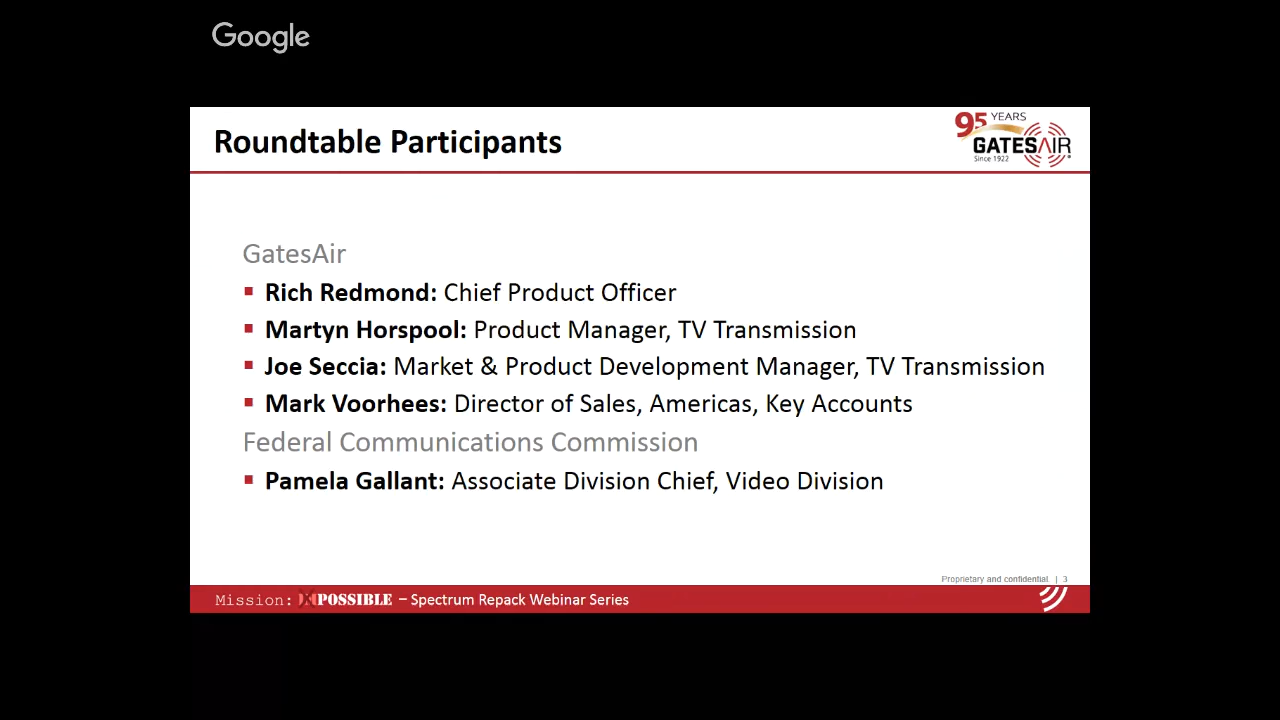 Google
Roundtable Participants
95 YEARS
GATESAIR
Since 1922
GatesAir
Rich Redmond: Chief Product Officer
Martyn Horspool: Product Manager, TV Transmission
Joe Seccia: Market & Product Development Manager, TV Transmission
Mark Voorhees: Director of Sales, Americas, Key Accounts
Federal Communications Commission
Pamela Gallant: Associate Division Chief, Video Division
Proprietary and confidential | 3
Mission: POSSIBLE – Spectrum Repack Webinar Series